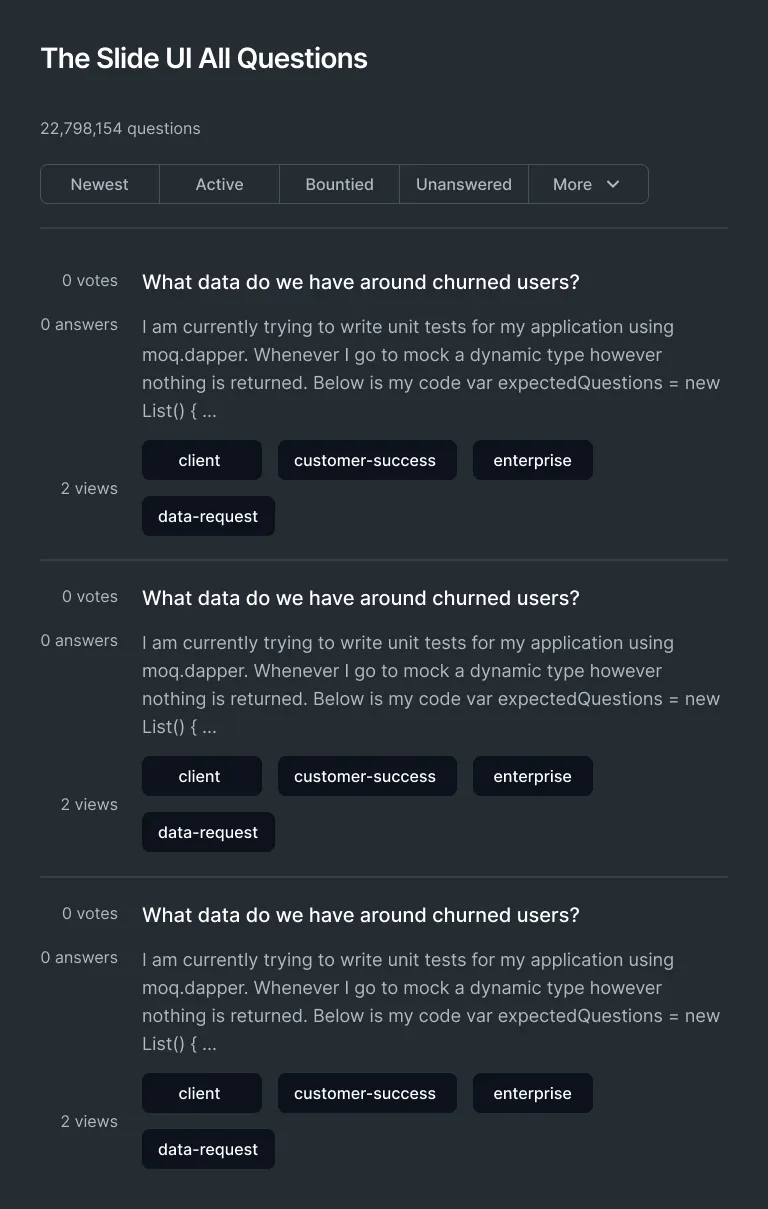 The Slide UI All Questions
22,798,154 questions
Newest Active Bountied Unanswered More
0 votes
What data do we have around churned users?
0 answers
I am currently trying to write unit tests for my application using
moq.dapper. Whenever I go to mock a dynamic type however
nothing is returned. Below is my code var expectedQuestions = new
List() { ...
client customer-success enterprise
2 views
data-request
0 votes
What data do we have around churned users?
0 answers
I am currently trying to write unit tests for my application using
moq.dapper. Whenever I go to mock a dynamic type however
nothing is returned. Below is my code var expectedQuestions = new
List() { ...
client customer-success enterprise
2 views
data-request
0 votes
What data do we have around churned users?
0 answers
I am currently trying to write unit tests for my application using
moq.dapper. Whenever I go to mock a dynamic type however
nothing is returned. Below is my code var expectedQuestions = new
List() { ...
client customer-success enterprise
2 views
data-request